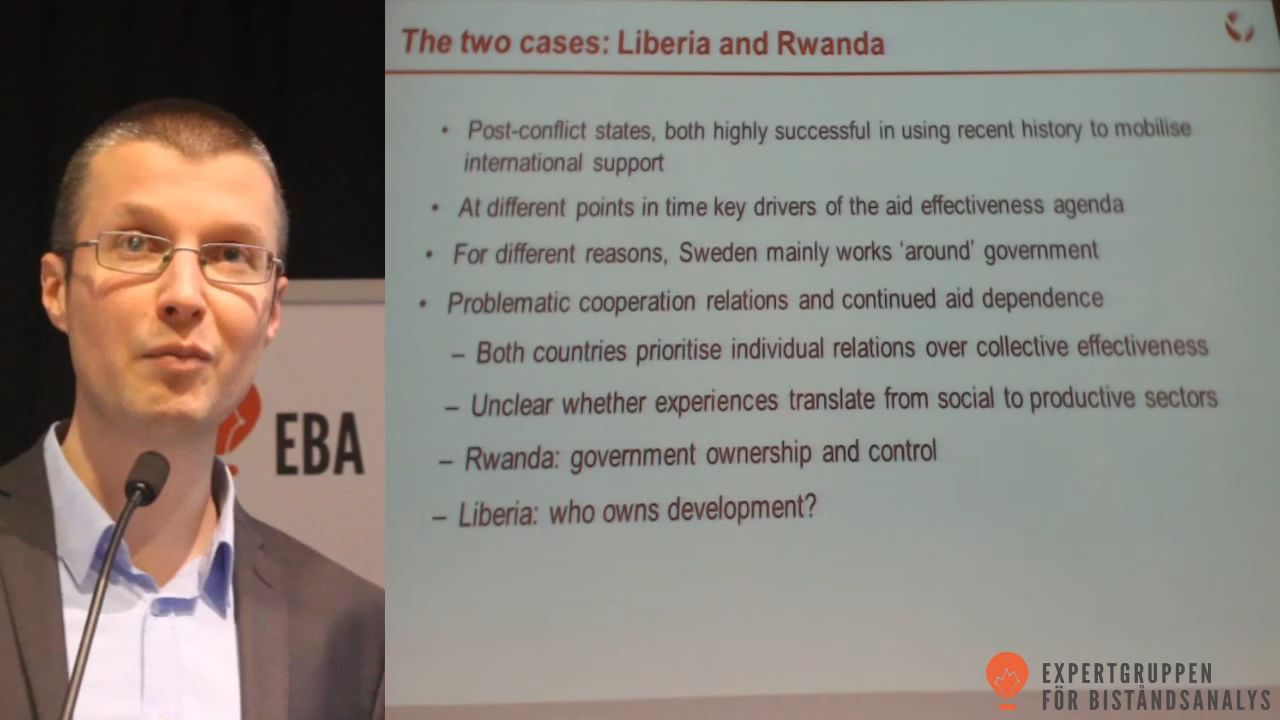 The two cases: Liberia and Rwanda
• Post-conflict states, both highly successful in using recent history to mobilise
international support
• At different points in time key drivers of the aid effectiveness agenda
• For different reasons, Sweden mainly works ‘around’ government
• Problematic cooperation relations and continued aid dependence
– Both countries prioritise individual relations over collective effectiveness
– Unclear whether experiences translate from social to productive sectors
– Rwanda: government ownership and control
– Liberia: who owns development?
EBA
EXPERTGRUPPEN
FÖR BISTÅNDSANALYS